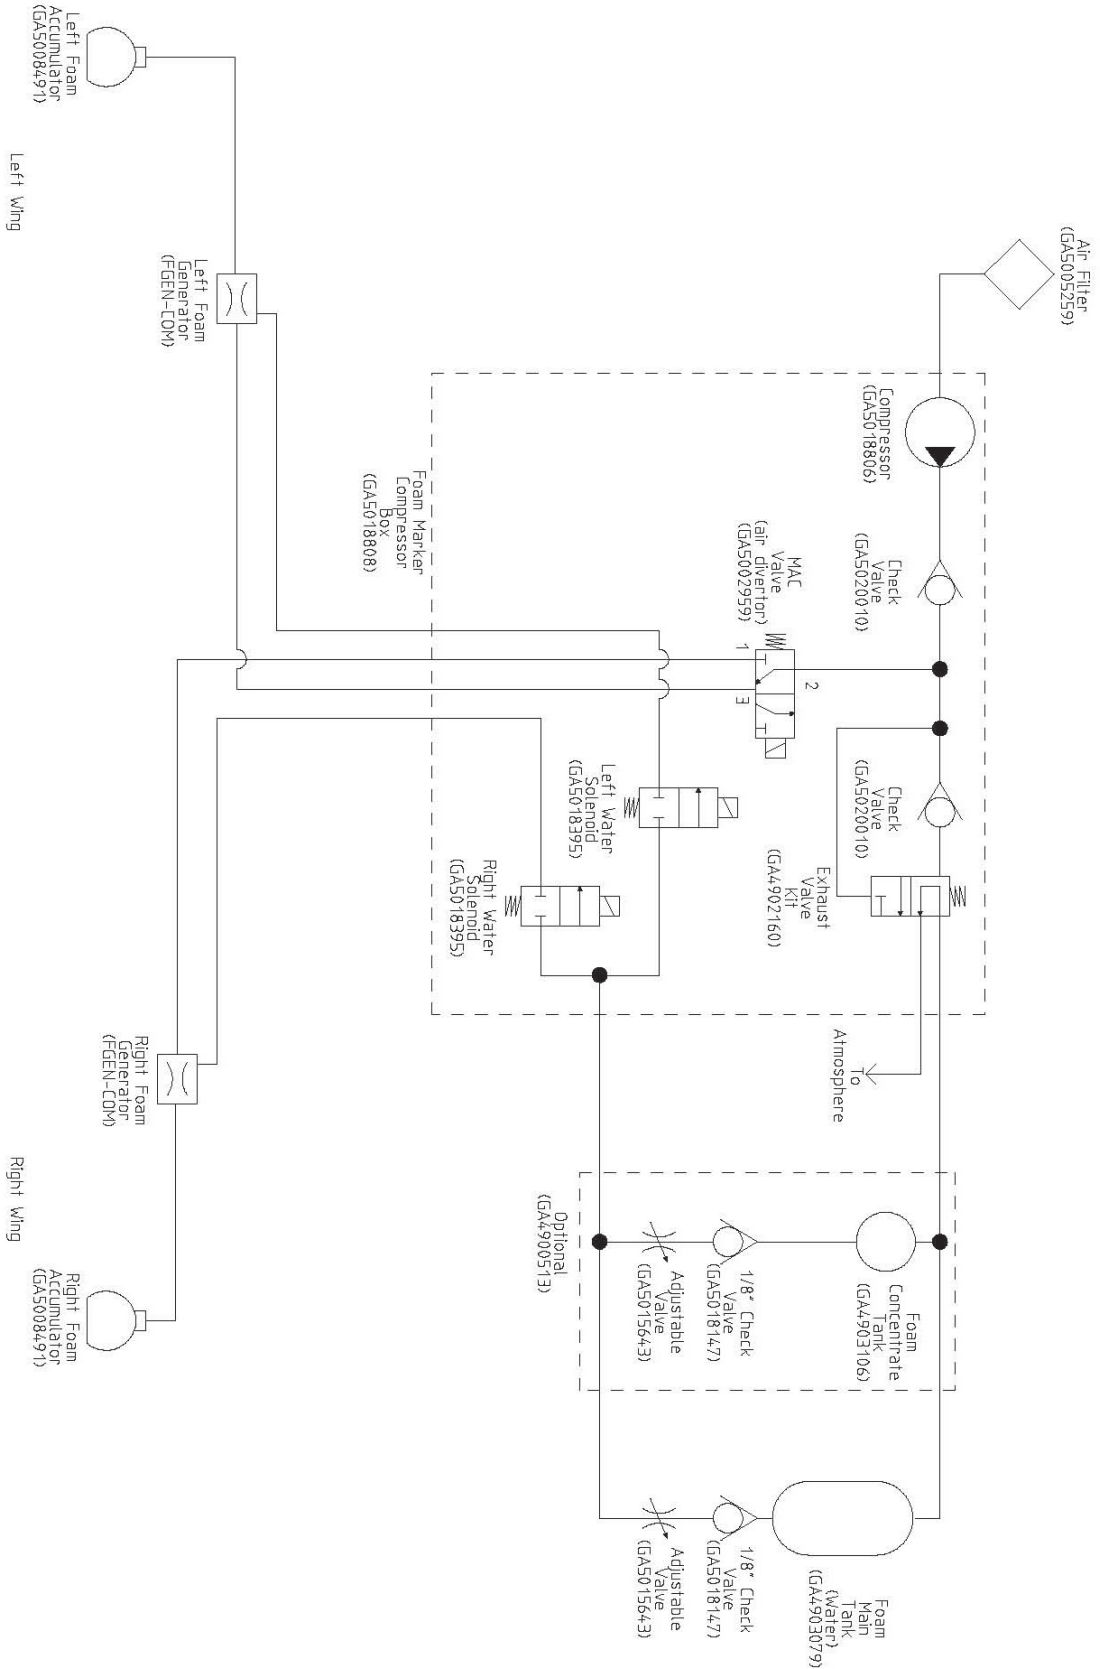 Air Filter
(GA5005259)
Compressor
(GA5018806)
Check
Valve
(GA5020010)
Check
Valve
(GA5020010)
MAC
Valve
(air divertor)
(GA5002959)
1
2
3
Exhaust
Valve
Kit
(GA4902160)
To
Atmosphere
Foam
Concentrate
Tank
(GA4903106)
Foam
Main
Tank
(Water)
(GA4903079)
1/8" Check
Valve
(GA5018147)
1/8" Check
Valve
(GA5018147)
Adjustable
Valve
(GA5015643)
Adjustable
Valve
(GA5015643)
Optional
(GA4900513)
Left Water
Solenoid
(GA5018395)
Right Water
Solenoid
(GA5018395)
Foam Marker
Compressor
Box
(GA5018808)
Left Foam
Generator
(FGEN-COM)
Right Foam
Generator
(FGEN-COM)
Left Foam
Accumulator
(GA5008491)
Right Foam
Accumulator
(GA5008491)
Left Wing
Right Wing